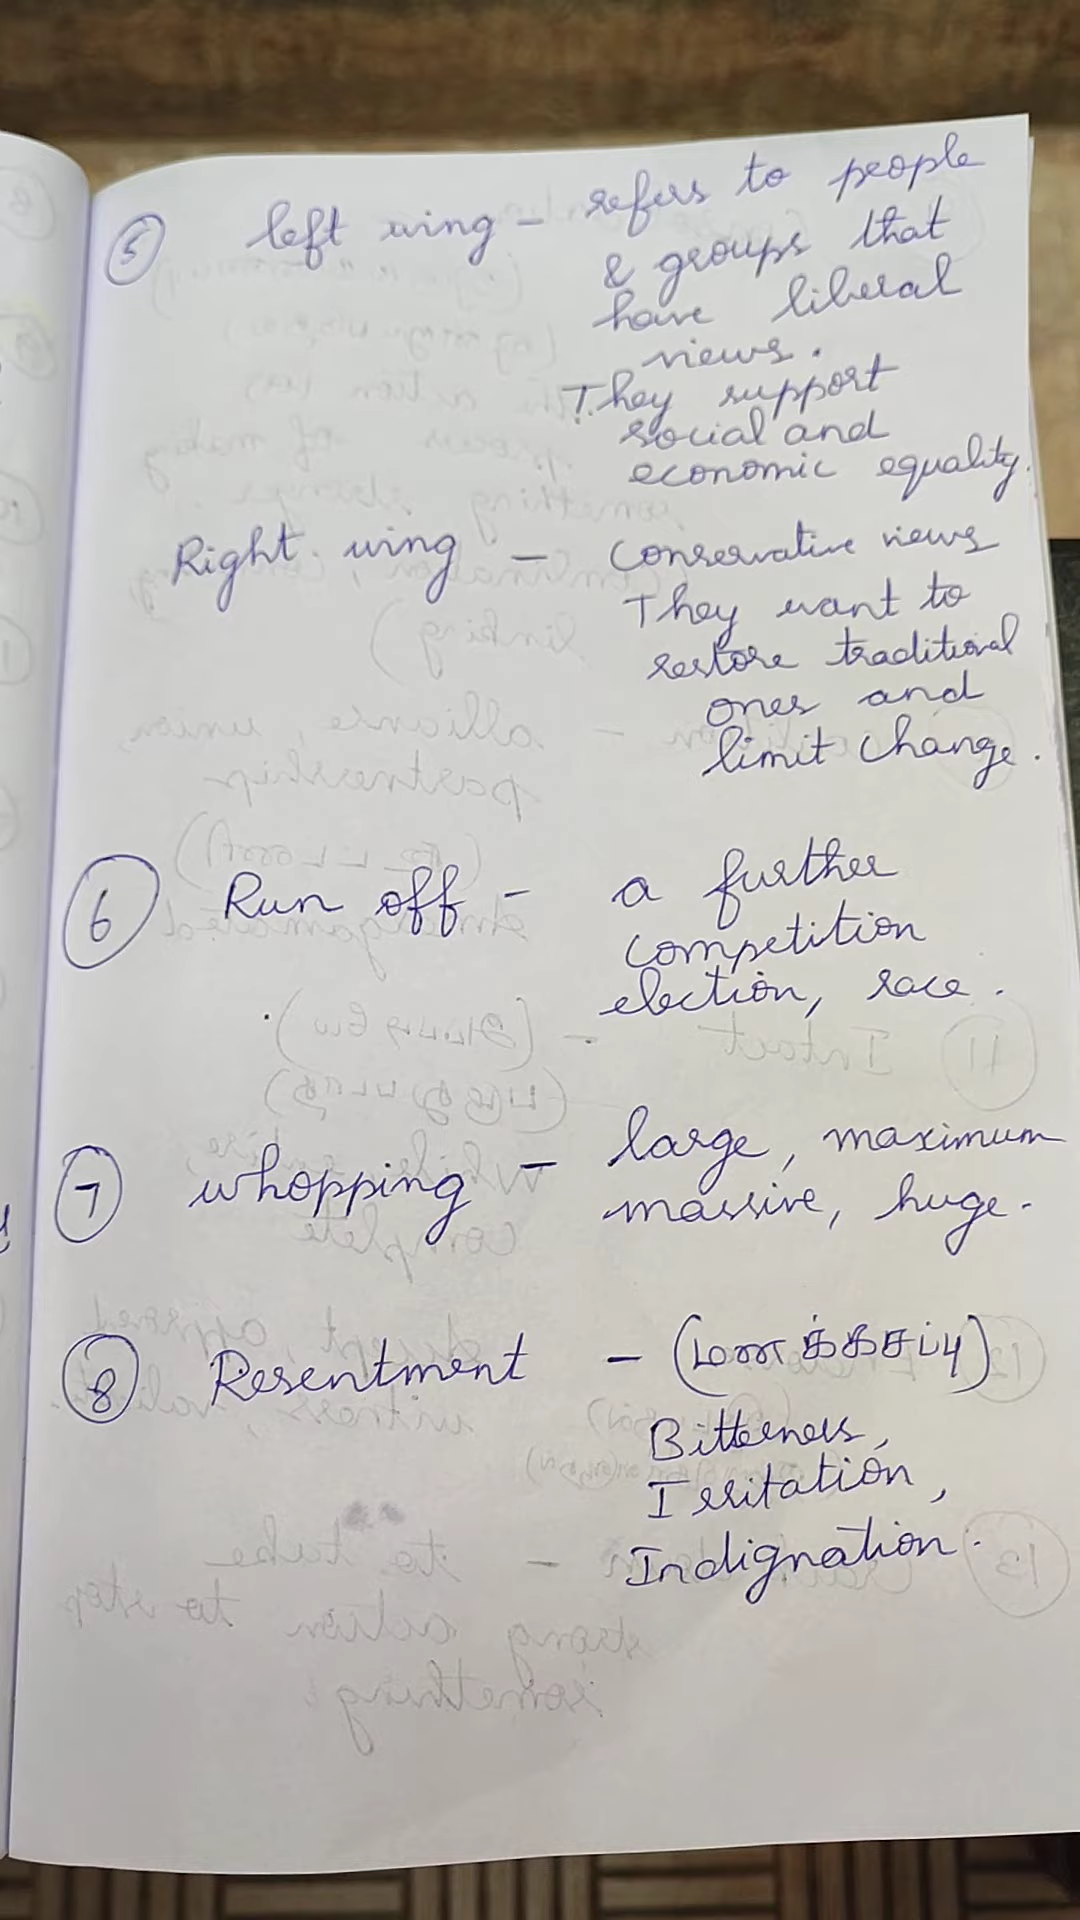 5 left wing - refers to people
& groups that
have liberal
views.
They support
social and
economic equality.
Right wing - Conservative views
They want to
restore traditional
ones and
limit change.
6 Run off - a further
competition
election, race.
7 whopping - large, maximum
massive, huge.
8 Resentment - (மனக்கசப்பு)
Bitterness,
Irritation,
Indignation.